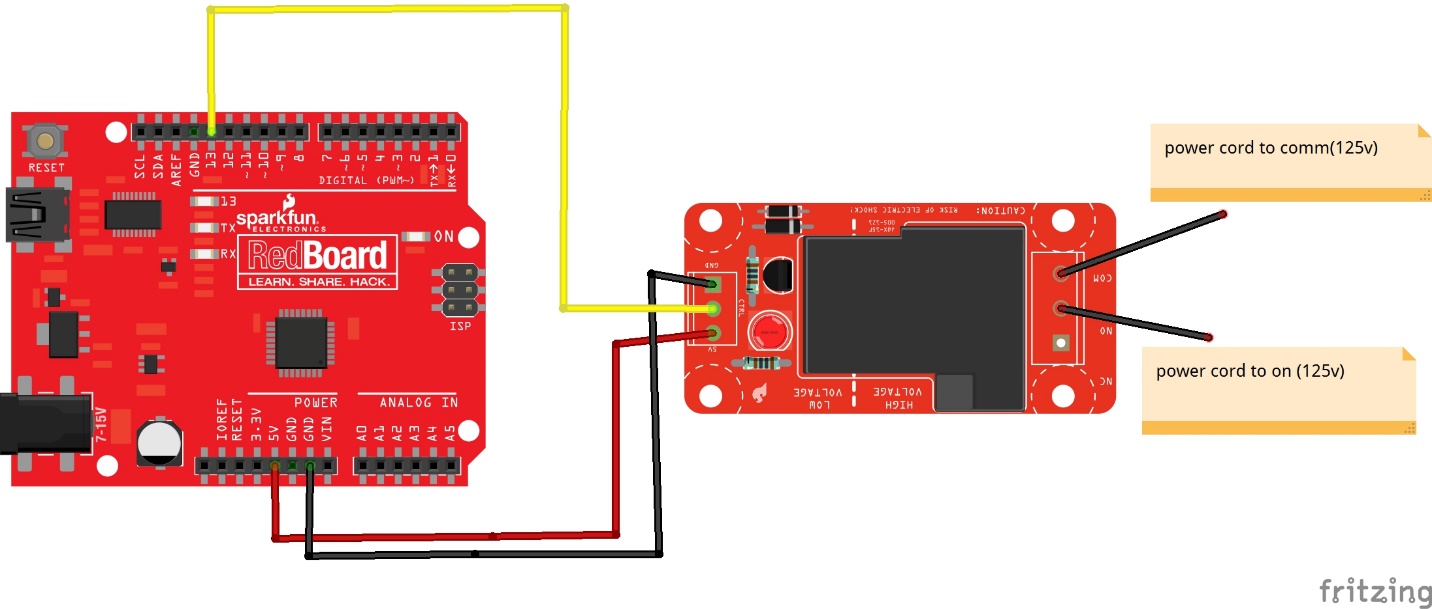 RESET
SCL
SDA
AREF
GND
13
12
~11
~10
~9
8
7
~6
~5
4
~3
2
TX→1
RX←0
DIGITAL (PWM~)
13
TX
RX
sparkfun
ELECTRONICS
RedBoard
LEARN. SHARE. HACK.
ON
ISP
7-15V
POWER
ANALOG IN
IOREF
RESET
3.3V
5V
GND
GND
VIN
A0
A1
A2
A3
A4
A5
CAUTION: RISK OF ELECTRIC SHOCK!
GND
CTRL
5V
LOW
VOLTAGE
HIGH
VOLTAGE
COM
NO
NC
power cord to comm(125v)
power cord to on (125v)
fritzing